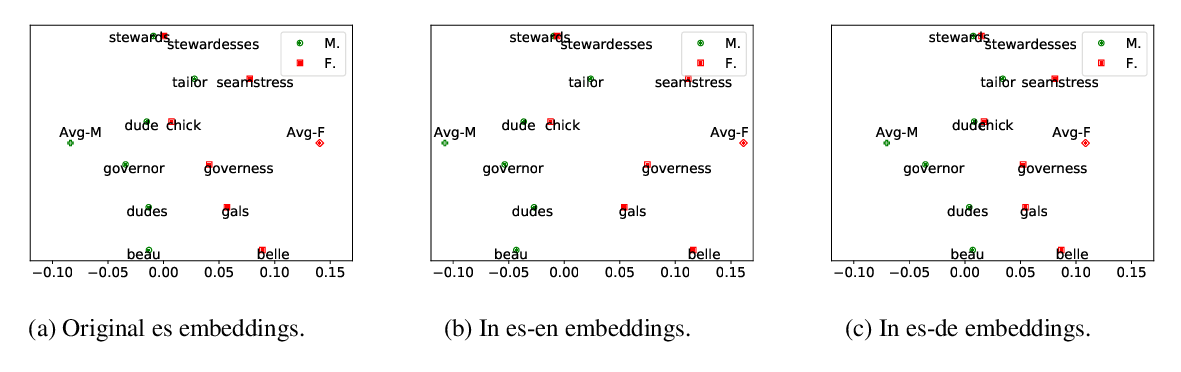 stewards
stewardesses
M.
F.
tailor seamstress
dude chick
Avg-M
Avg-F
governor governess
dudes gals
beau belle
−0.10 −0.05 0.00 0.05 0.10 0.15
(a) Original es embeddings.
stewards
stewardesses
M.
F.
tailor seamstress
dude chick
Avg-M
Avg-F
governor governess
dudes gals
beau belle
−0.10 −0.05 0.00 0.05 0.10 0.15
(b) In es-en embeddings.
stewards
stewardesses
M.
F.
tailor seamstress
dude chick
Avg-M
Avg-F
governor governess
dudes gals
beau belle
−0.10 −0.05 0.00 0.05 0.10 0.15
(c) In es-de embeddings.